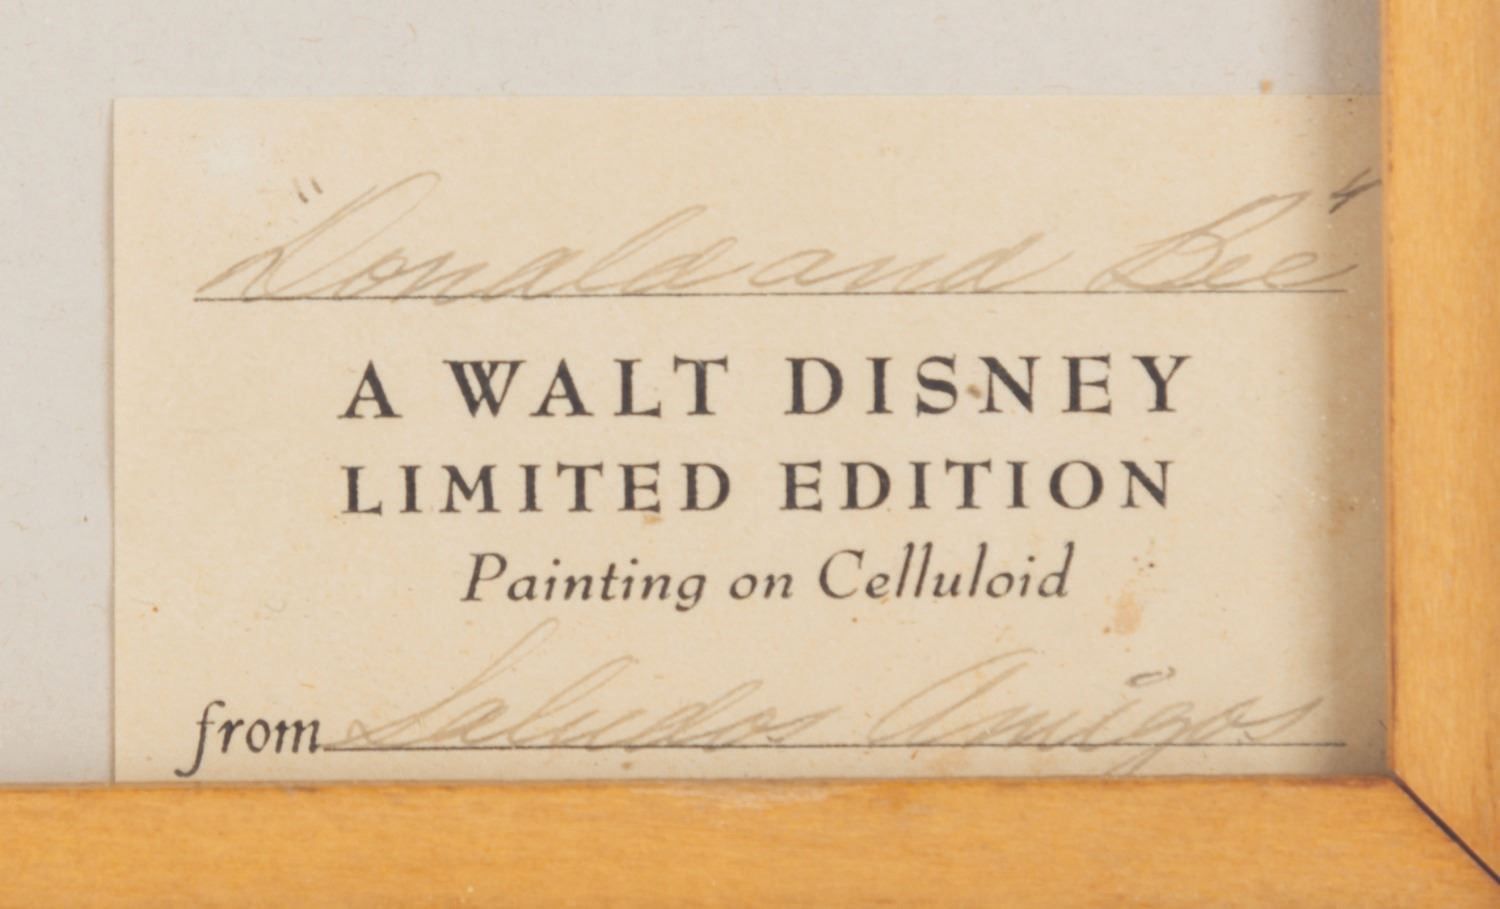 "Donald and Bee"
A WALT DISNEY
LIMITED EDITION
Painting on Celluloid
from Saludos Amigos